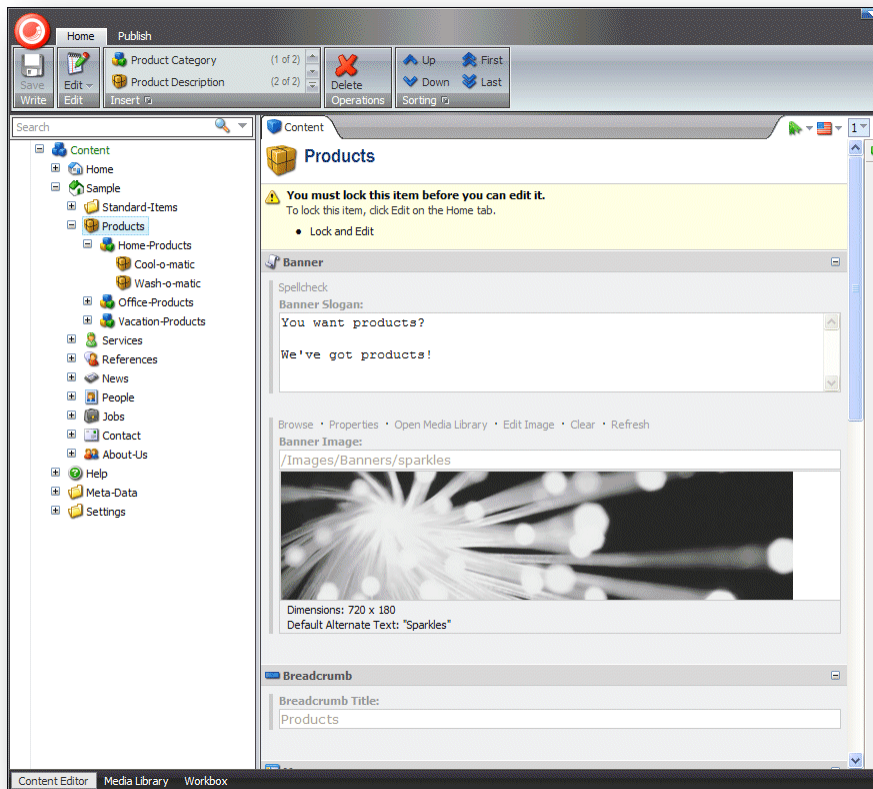 Home Publish
Save
Write
Edit
Edit
Product Category (1 of 2)
Product Description (2 of 2)
Insert
Delete
Operations
Up First
Down Last
Sorting
Search
Content
Home
Sample
Standard-Items
Products
Home-Products
Cool-o-matic
Wash-o-matic
Office-Products
Vacation-Products
Services
References
News
People
Jobs
Contact
About-Us
Help
Meta-Data
Settings
Content
1
Products
You must lock this item before you can edit it.
To lock this item, click Edit on the Home tab.
• Lock and Edit
Banner
Spellcheck
Banner Slogan:
You want products?
We've got products!
Browse · Properties · Open Media Library · Edit Image · Clear · Refresh
Banner Image:
/Images/Banners/sparkles
Dimensions: 720 x 180
Default Alternate Text: "Sparkles"
Breadcrumb
Breadcrumb Title:
Products
Content Editor Media Library Workbox